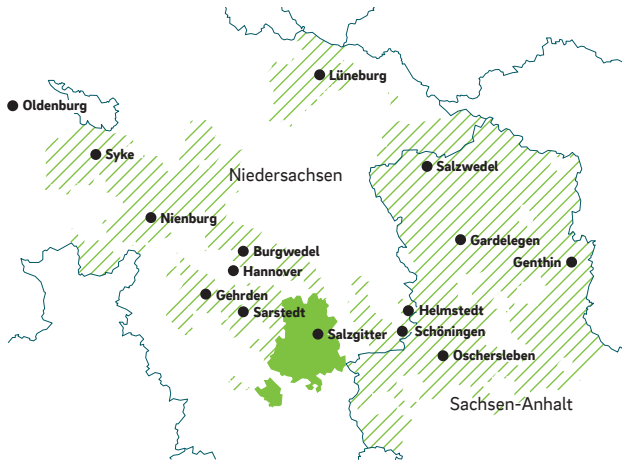 Lüneburg
Oldenburg
Syke
Salzwedel
Niedersachsen
Nienburg
Gardelegen
Burgwedel
Genthin
Hannover
Gehrden
Helmstedt
Sarstedt
Schöningen
Salzgitter
Oschersleben
Sachsen-Anhalt